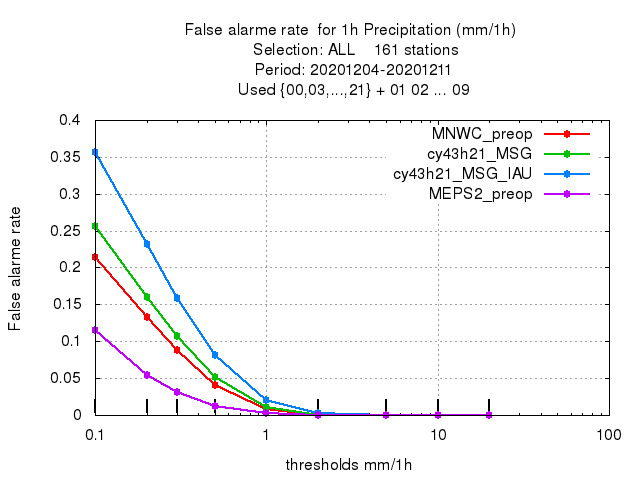 False alarme rate  for 1h Precipitation (mm/1h)
Selection: ALL    161 stations
Period: 20201204-20201211
Used {00,03,...,21} + 01 02 ... 09
MNWC_preop
cy43h21_MSG
cy43h21_MSG_IAU
MEPS2_preop
False alarme rate
0.4
0.35
0.3
0.25
0.2
0.15
0.1
0.05
0
0.1 1 10 100
thresholds mm/1h